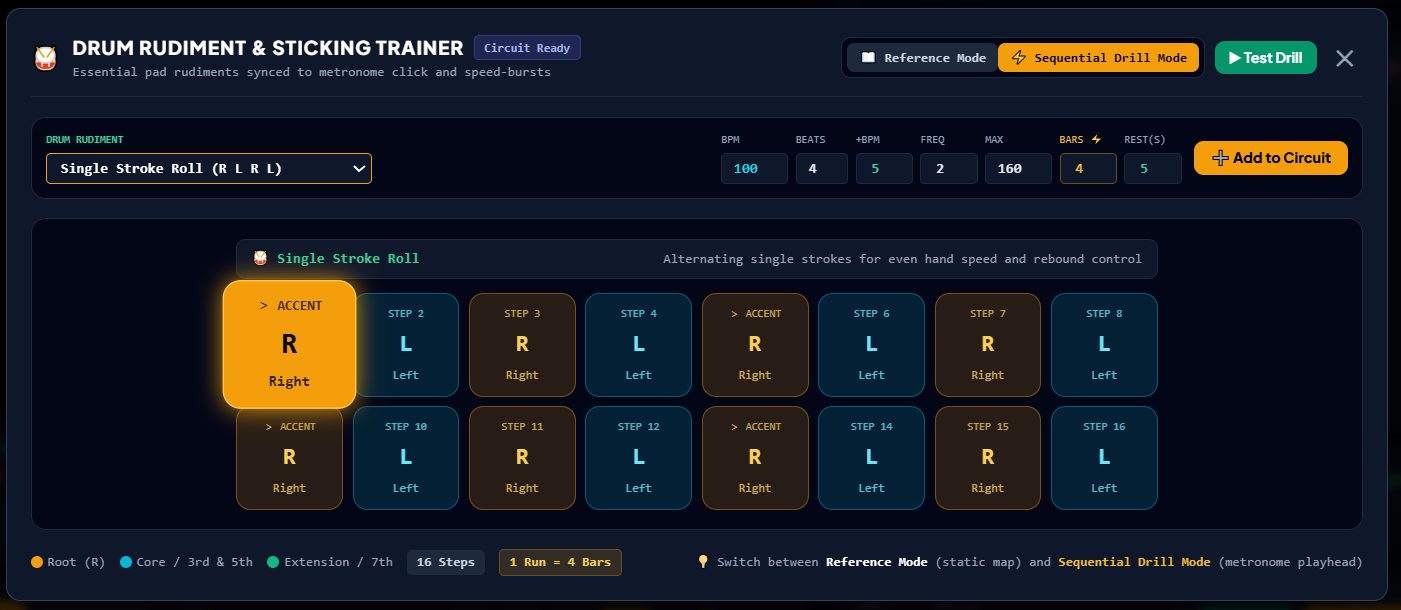 DRUM RUDIMENT & STICKING TRAINER Circuit Ready
Essential pad rudiments synced to metronome click and speed-bursts
Reference Mode Sequential Drill Mode Test Drill
DRUM RUDIMENT BPM BEATS +BPM FREQ MAX BARS REST(S)
Single Stroke Roll (R L R L) 100 4 5 2 160 4 5 Add to Circuit
Single Stroke Roll Alternating single strokes for even hand speed and rebound control
> ACCENT STEP 2 STEP 3 STEP 4 > ACCENT STEP 6 STEP 7 STEP 8
R L R L R L R L
Right Left Right Left Right Left Right Left
> ACCENT STEP 10 STEP 11 STEP 12 > ACCENT STEP 14 STEP 15 STEP 16
R L R L R L R L
Right Left Right Left Right Left Right Left
Root (R) Core / 3rd & 5th Extension / 7th 16 Steps 1 Run = 4 Bars Switch between Reference Mode (static map) and Sequential Drill Mode (metronome playhead)